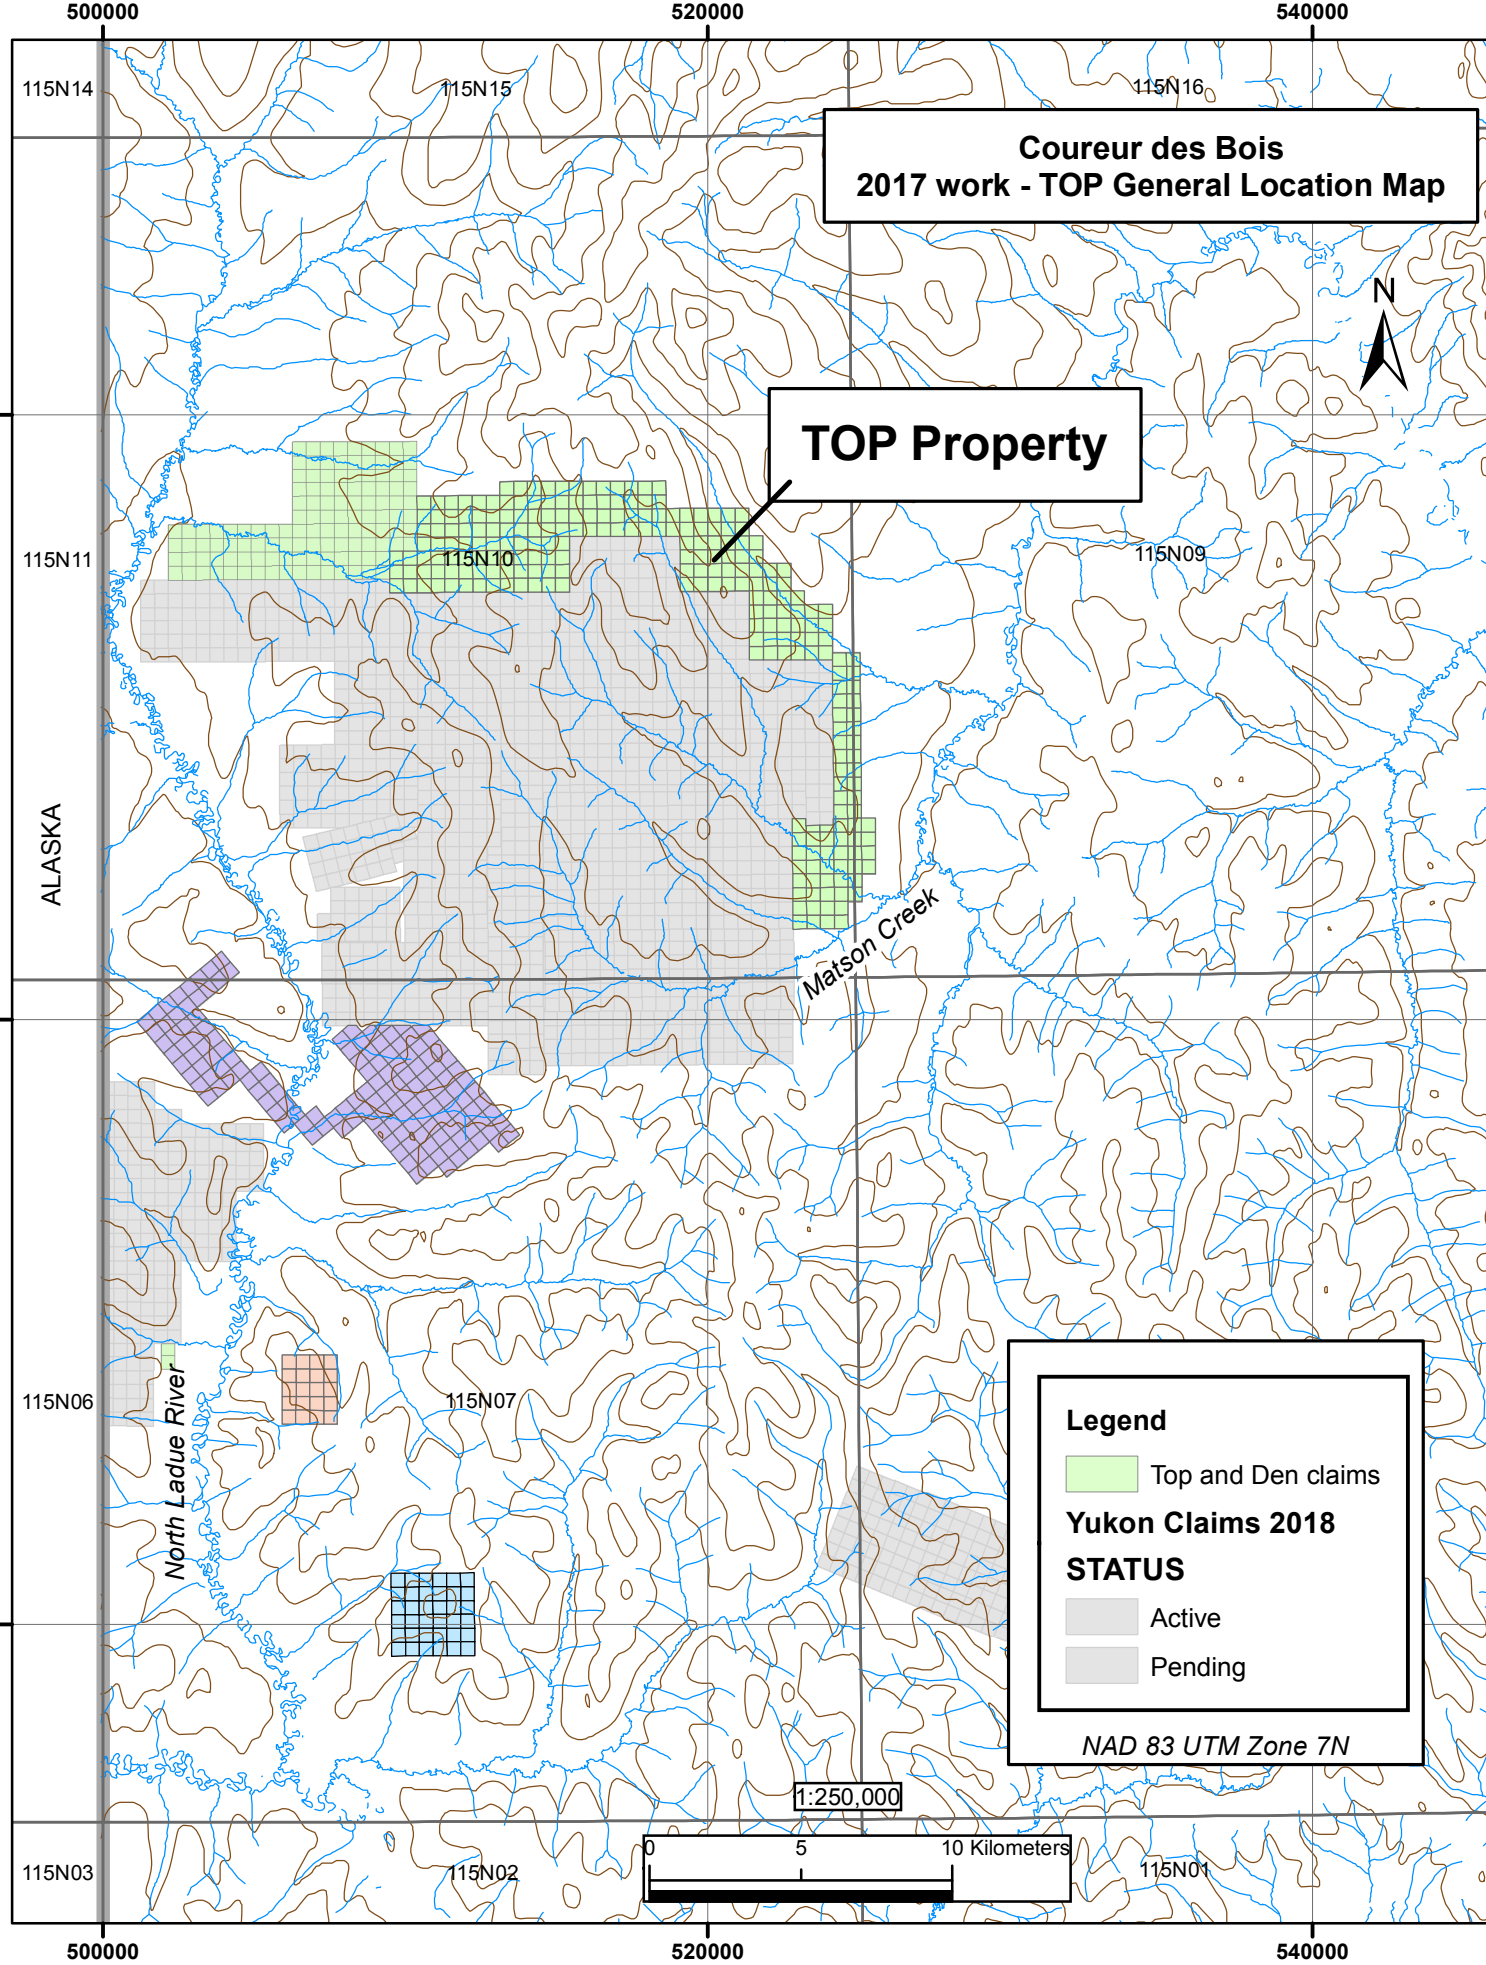 500000 520000 540000
115N14 115N15 115N16
Coureur des Bois
2017 work - TOP General Location Map
N
TOP Property
115N11 115N10 115N09
ALASKA
Matson Creek
North Ladue River
115N06 115N07
Legend
Top and Den claims
Yukon Claims 2018
STATUS
Active
Pending
NAD 83 UTM Zone 7N
1:250,000
0 5 10 Kilometers
115N03 115N02 115N01
500000 520000 540000